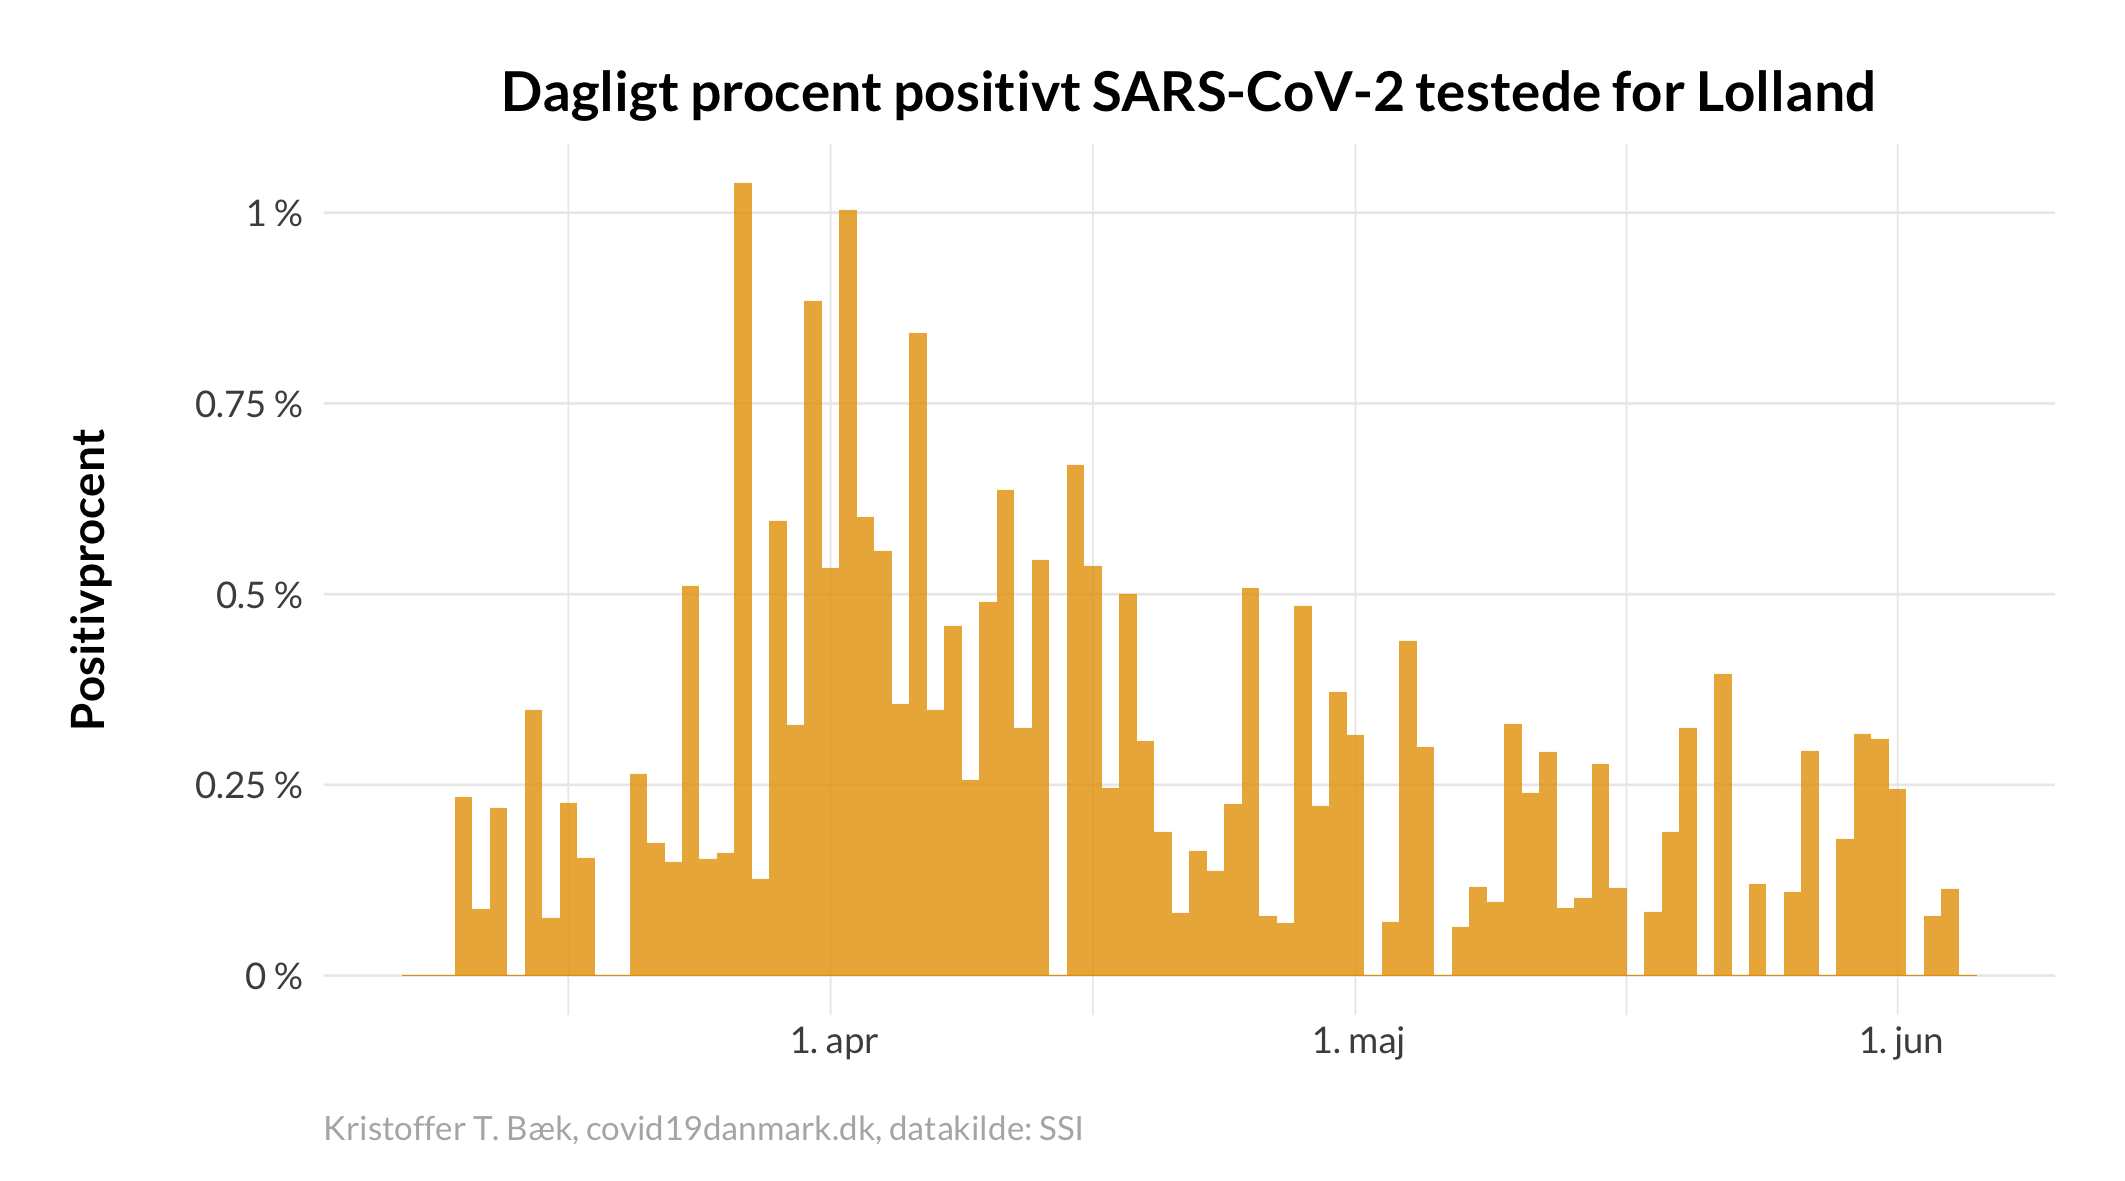 Dagligt procent positivt SARS-CoV-2 testede for Lolland
Positivprocent
1 %
0.75 %
0.5 %
0.25 %
0 %
1. apr
1. maj
1. jun
Kristoffer T. Bæk, covid19danmark.dk, datakilde: SSI